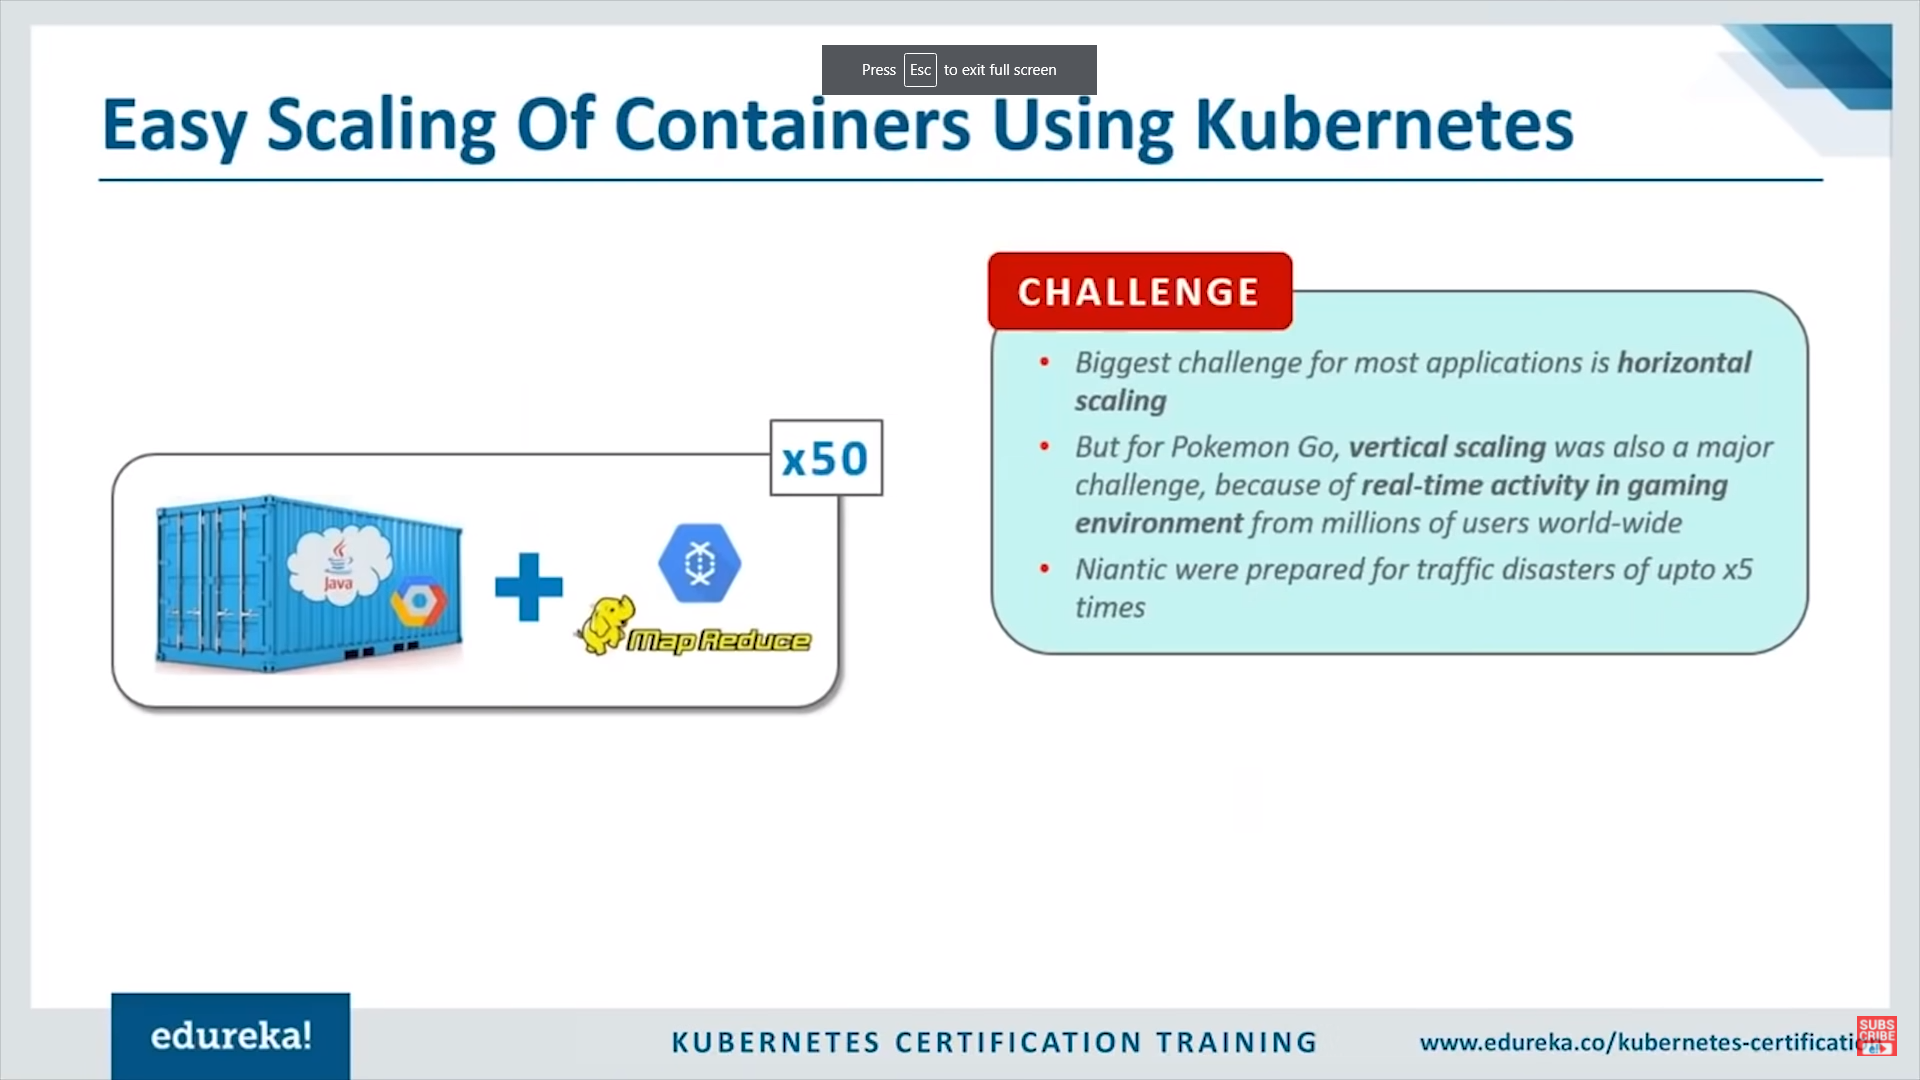 Press Esc to exit full screen
Easy Scaling Of Containers Using Kubernetes
CHALLENGE
• Biggest challenge for most applications is horizontal
scaling
• But for Pokemon Go, vertical scaling was also a major
challenge, because of real-time activity in gaming
environment from millions of users world-wide
• Niantic were prepared for traffic disasters of upto x5
times
x50
Java
Map Reduce
edureka!
KUBERNETES CERTIFICATION TRAINING
www.edureka.co/kubernetes-certificati
SUBS
CRIBE